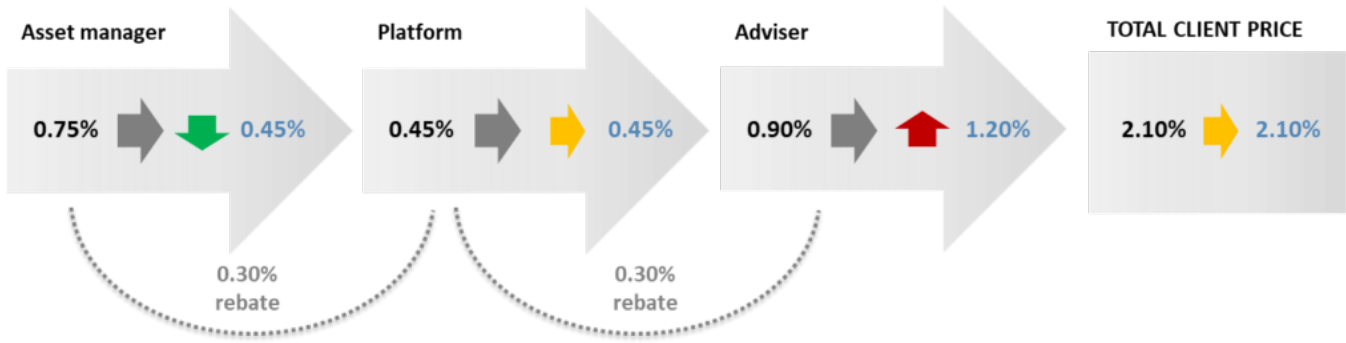 Asset manager
Platform
Adviser
TOTAL CLIENT PRICE
0.75%
0.45%
0.45%
0.45%
0.90%
1.20%
2.10%
2.10%
0.30%
rebate
0.30%
rebate